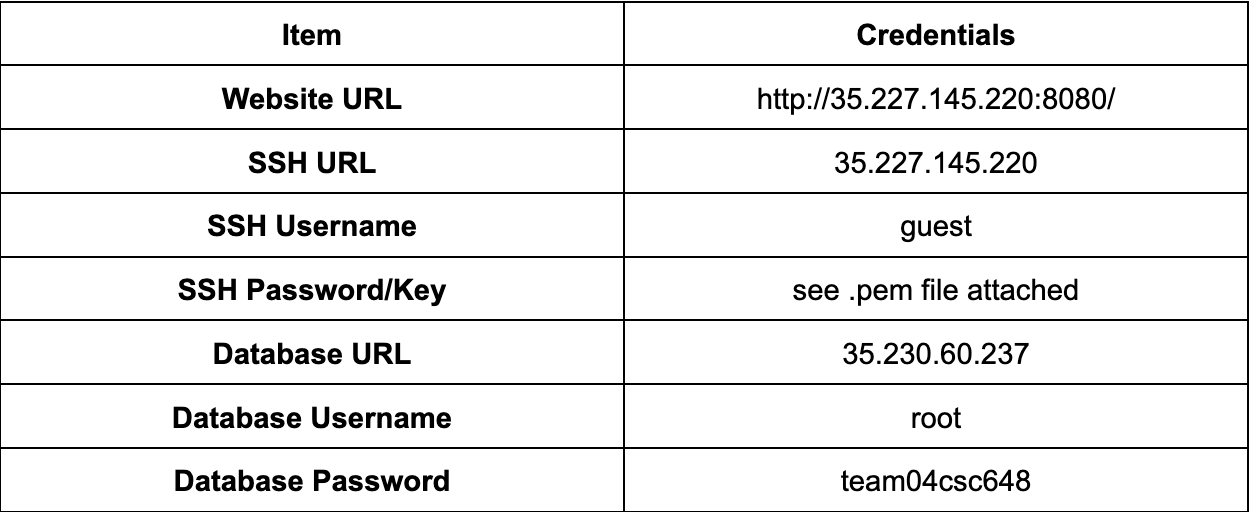 Item Credentials
Website URL http://35.227.145.220:8080/
SSH URL 35.227.145.220
SSH Username guest
SSH Password/Key see .pem file attached
Database URL 35.230.60.237
Database Username root
Database Password team04csc648